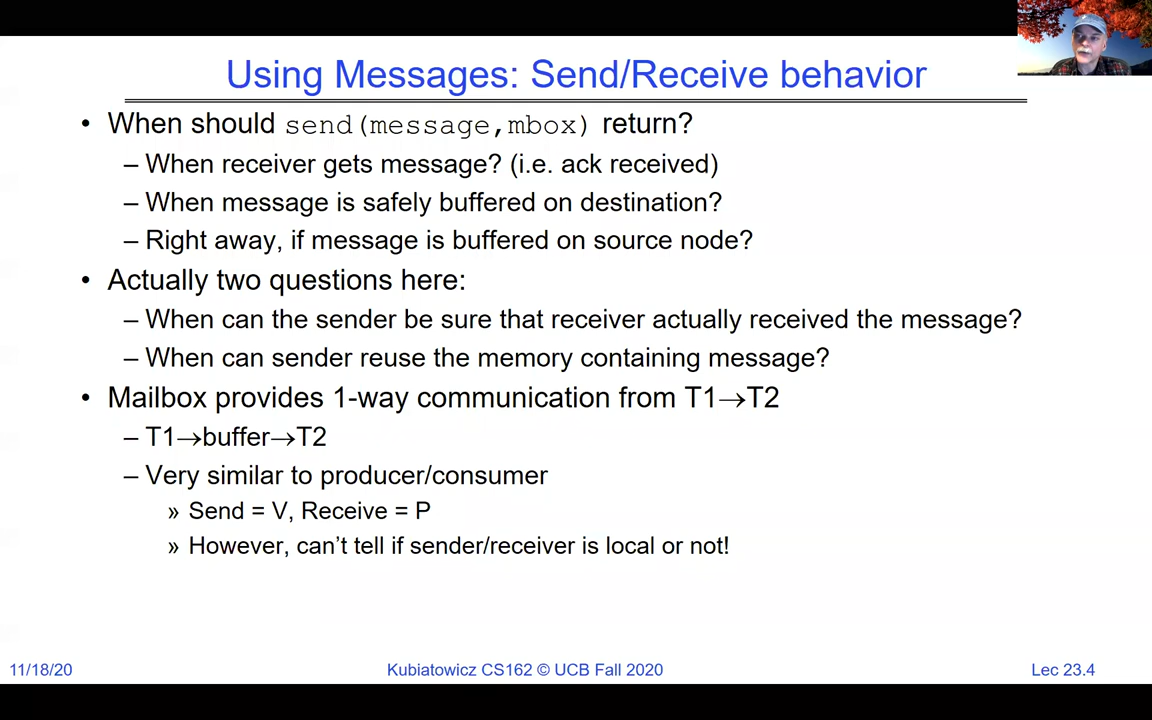 Using Messages: Send/Receive behavior
• When should send(message,mbox) return?
– When receiver gets message? (i.e. ack received)
– When message is safely buffered on destination?
– Right away, if message is buffered on source node?
• Actually two questions here:
– When can the sender be sure that receiver actually received the message?
– When can sender reuse the memory containing message?
• Mailbox provides 1-way communication from T1→T2
– T1→buffer→T2
– Very similar to producer/consumer
» Send = V, Receive = P
» However, can't tell if sender/receiver is local or not!
11/18/20
Kubiatowicz CS162 © UCB Fall 2020
Lec 23.4